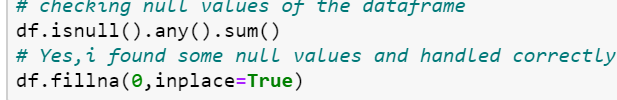 # checking null values of the dataframe
df.isnull().any().sum()
# Yes,i found some null values and handled correctly
df.fillna(0,inplace=True)